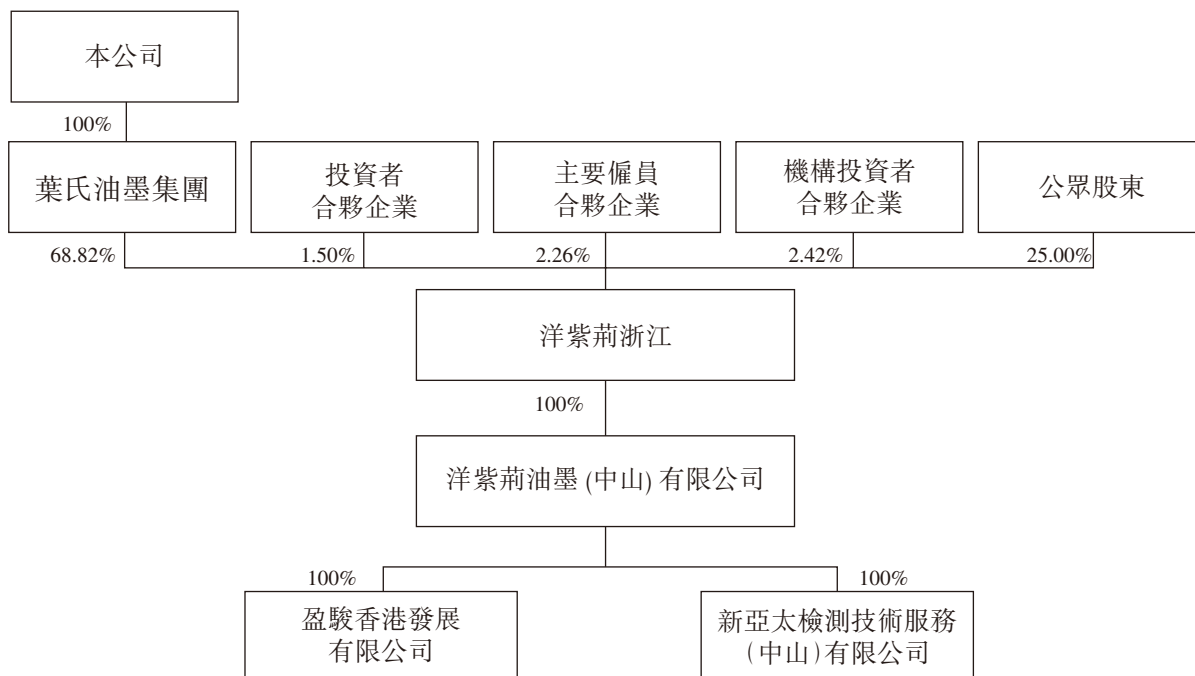 本公司
100%
葉氏油墨集團
投資者
合夥企業
主要僱員
合夥企業
機構投資者
合夥企業
公眾股東
68.82%
1.50%
2.26%
2.42%
25.00%
洋紫荊浙江
100%
洋紫荊油墨(中山)有限公司
100%
100%
盈駿香港發展
有限公司
新亞太檢測技術服務
(中山)有限公司